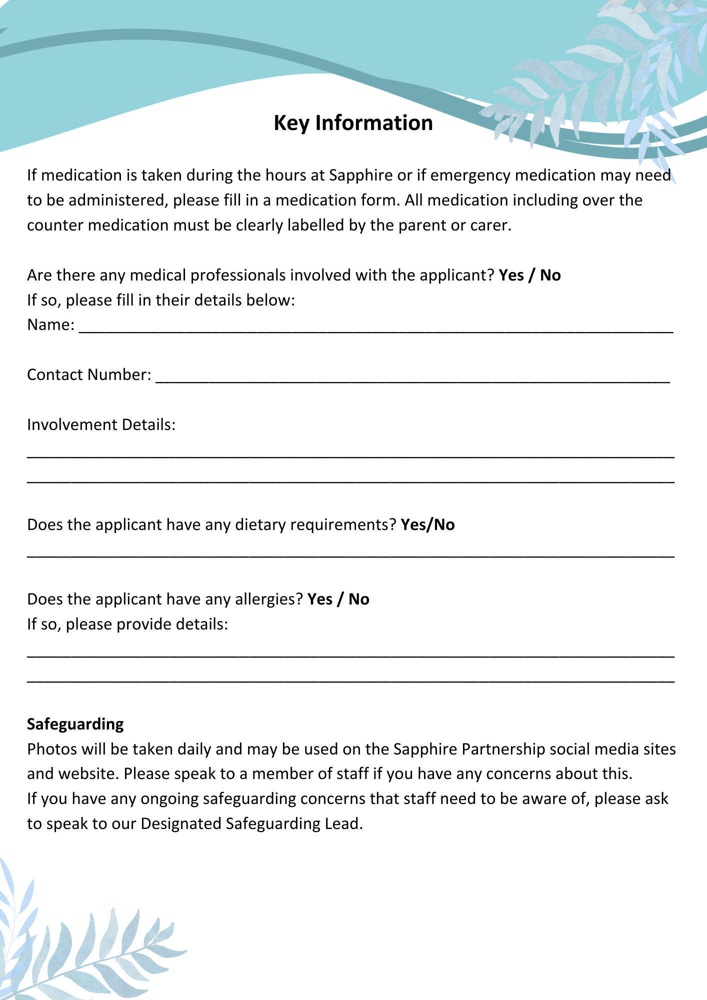 Key Information
If medication is taken during the hours at Sapphire or if emergency medication may need
to be administered, please fill in a medication form. All medication including over the
counter medication must be clearly labelled by the parent or carer.
Are there any medical professionals involved with the applicant? Yes / No
If so, please fill in their details below:
Name: ___________________________________________________________________
Contact Number: __________________________________________________________
Involvement Details:
_________________________________________________________________________
_________________________________________________________________________
Does the applicant have any dietary requirements? Yes/No
_________________________________________________________________________
Does the applicant have any allergies? Yes / No
If so, please provide details:
_________________________________________________________________________
_________________________________________________________________________
Safeguarding
Photos will be taken daily and may be used on the Sapphire Partnership social media sites
and website. Please speak to a member of staff if you have any concerns about this.
If you have any ongoing safeguarding concerns that staff need to be aware of, please ask
to speak to our Designated Safeguarding Lead.